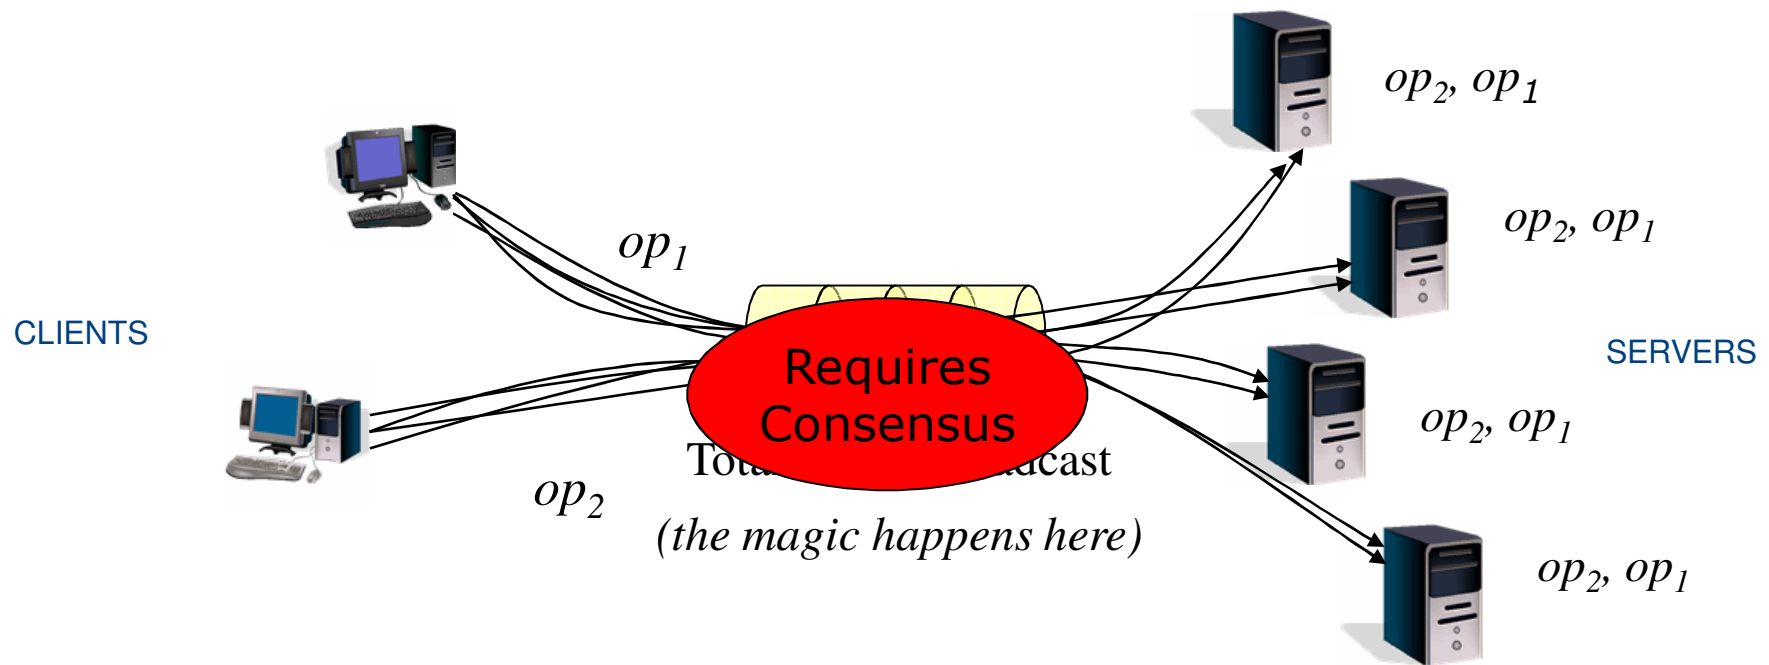 op2, op1
op2, op1
op1
CLIENTS
SERVERS
Requires
Consensus
op2, op1
op2
(the magic happens here)
op2, op1